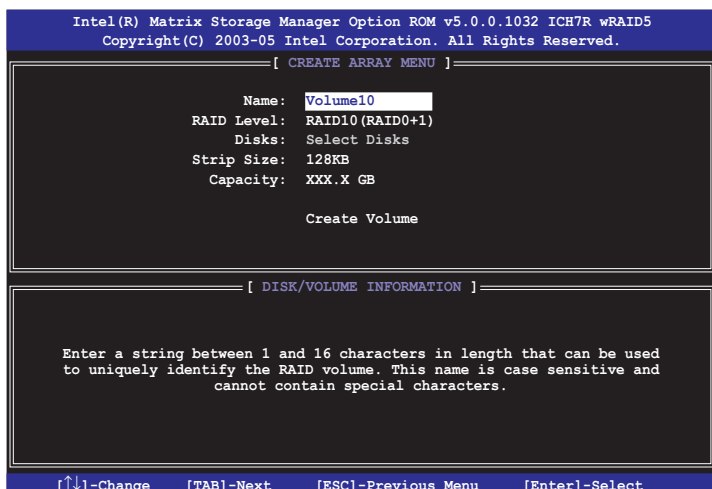 Intel(R) Matrix Storage Manager Option ROM v5.0.0.1032 ICH7R wRAID5
Copyright(C) 2003-05 Intel Corporation. All Rights Reserved.
[ CREATE ARRAY MENU ]
Name: Volume10
RAID Level: RAID10(RAID0+1)
Disks: Select Disks
Strip Size: 128KB
Capacity: XXX.X GB
Create Volume
[ DISK/VOLUME INFORMATION ]
Enter a string between 1 and 16 characters in length that can be used
to uniquely identify the RAID volume. This name is case sensitive and
cannot contain special characters.
[↑↓]-Change [TAB]-Next [ESC]-Previous Menu [Enter]-Select